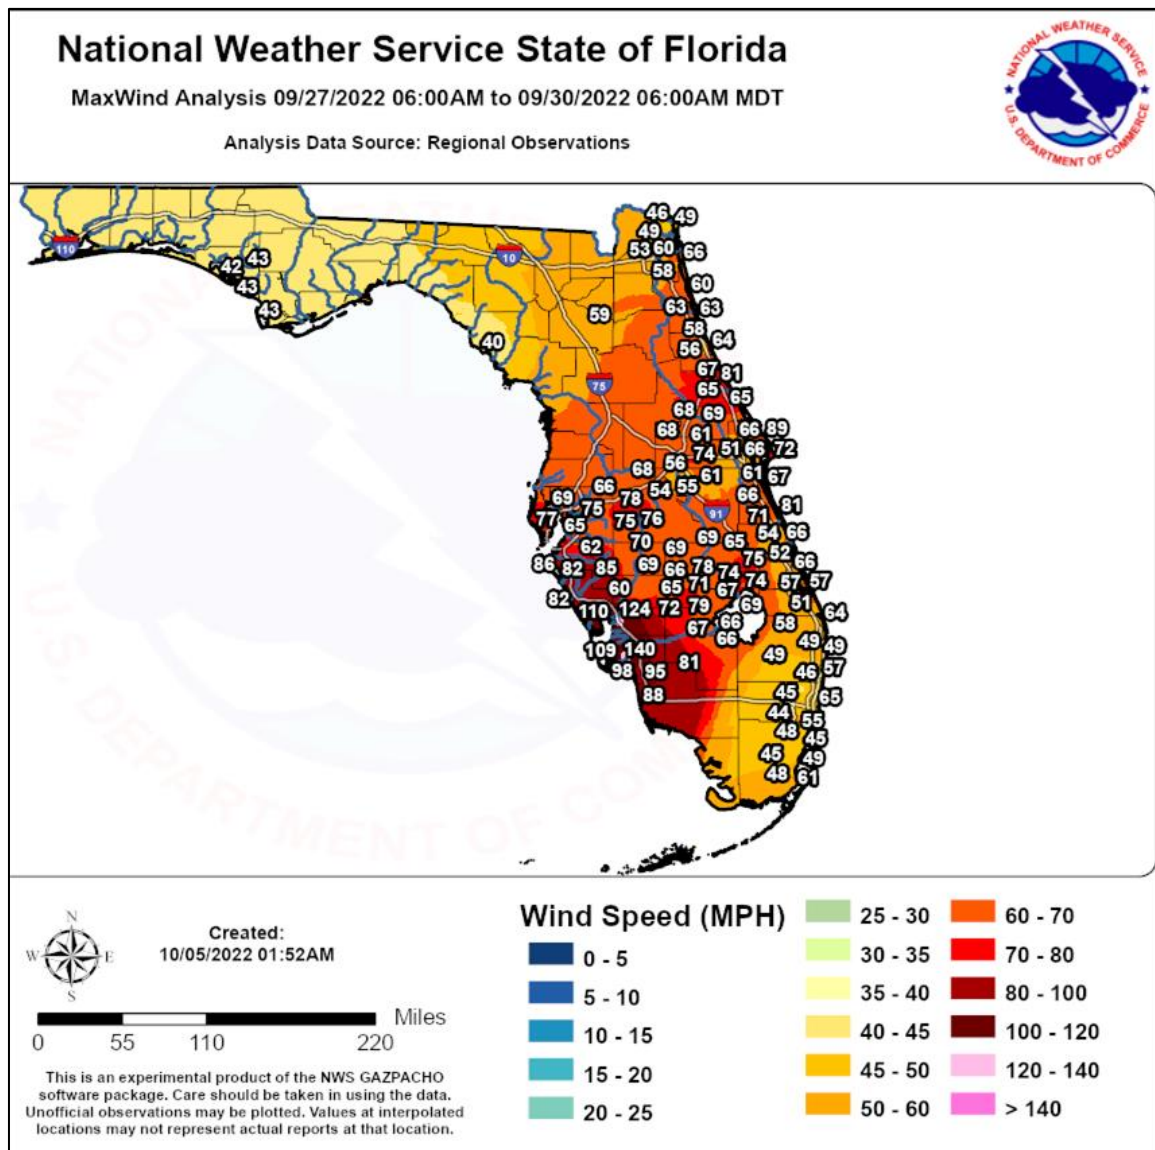 National Weather Service State of Florida
MaxWind Analysis 09/27/2022 06:00AM to 09/30/2022 06:00AM MDT
Analysis Data Source: Regional Observations
NATIONAL WEATHER SERVICE
U.S. DEPARTMENT OF COMMERCE
46 49
49
53 60 66
110
10
42 43
58
43
60
43
59
63 63
58
40
56 64
67 81
75
65 65
68 69
68 61 66 89
74 51 66 72
68 56
61 61 67
66 54 55
69 78 66
75 81
77 75 76 91 71
65 54 66
62 70 69 69 65 52
86 82 85 69 66 78 75 66
74
60 65 71 67 74 57 57
82 110 124 72 79 69 51 64
67 66 58
66
109 140 49 49
81 49
98 95 46 57
88 45 65
44 55
48 45
45 49
48 61
N
W E
S
Created:
10/05/2022 01:52AM
Miles
0 55 110 220
This is an experimental product of the NWS GAZPACHO
software package. Care should be taken in using the data.
Unofficial observations may be plotted. Values at interpolated
locations may not represent actual reports at that location.
Wind Speed (MPH)
0 - 5
5 - 10
10 - 15
15 - 20
20 - 25
25 - 30
30 - 35
35 - 40
40 - 45
45 - 50
50 - 60
60 - 70
70 - 80
80 - 100
100 - 120
120 - 140
> 140